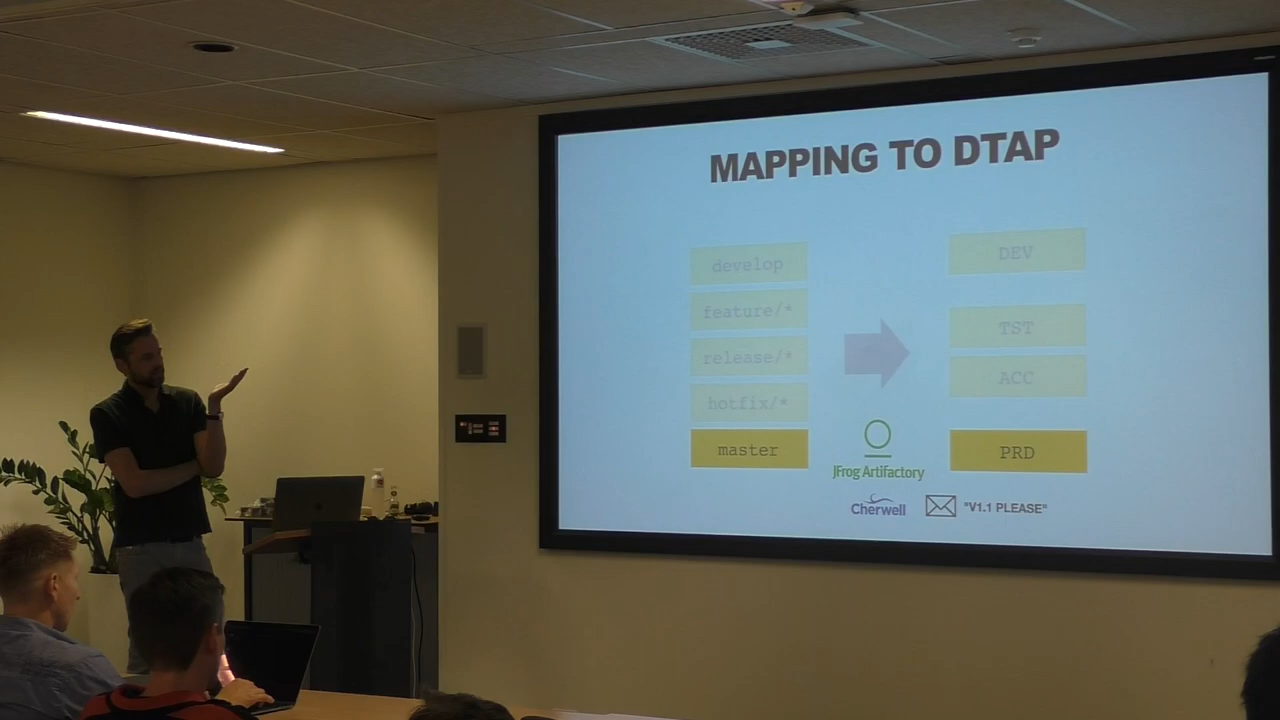 MAPPING TO DTAP
develop
feature/*
release/*
hotfix/*
master
DEV
TST
ACC
PRD
JFrog Artifactory
Cherwell
"V1.1 PLEASE"